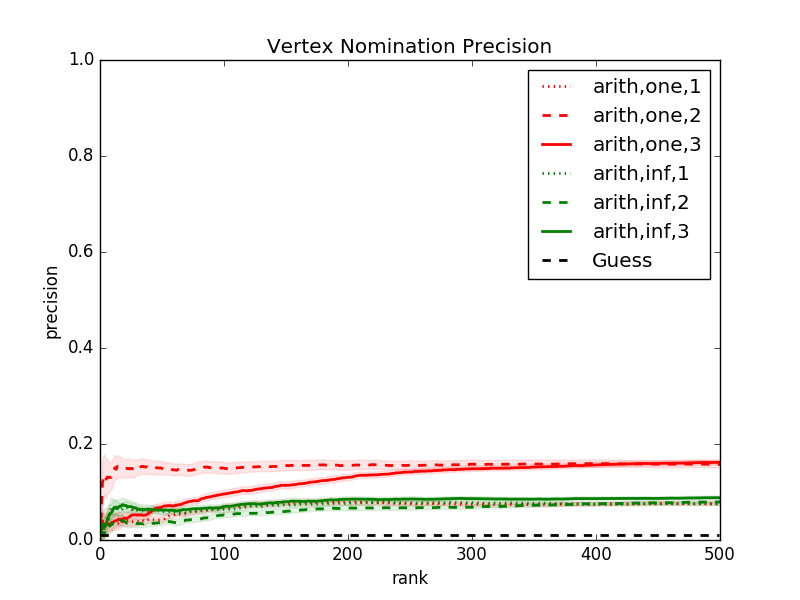 Vertex Nomination Precision
1.0
0.8
0.6
0.4
0.2
0.0
precision
arith,one,1
arith,one,2
arith,one,3
arith,inf,1
arith,inf,2
arith,inf,3
Guess
0
100
200
300
400
500
rank